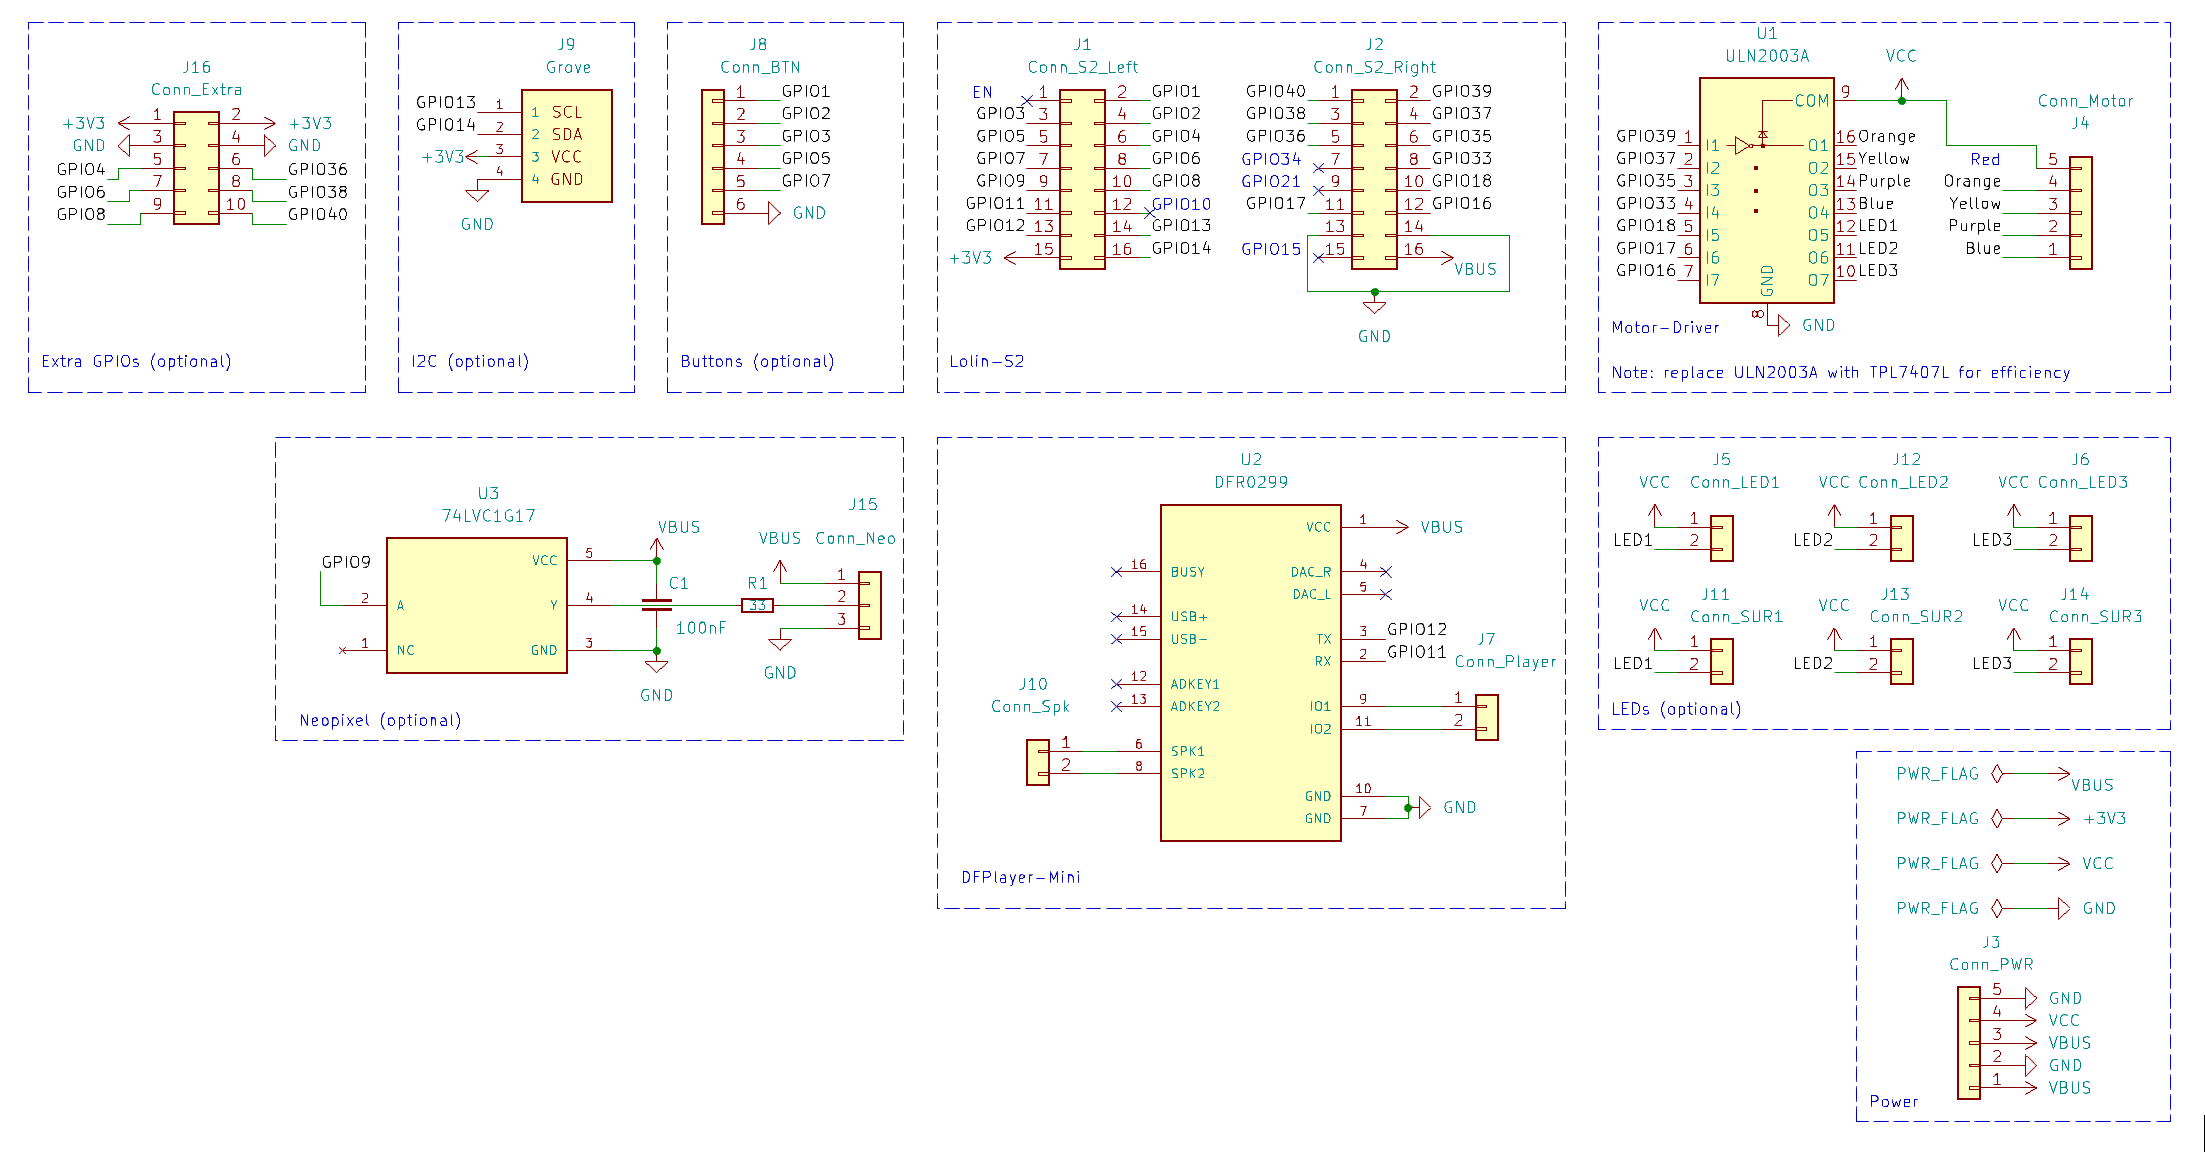 J16
Conn_Extra
+3V3 1 2 +3V3
GND 3 4 GND
GPIO4 5 6 GPIO36
GPIO6 7 8 GPIO38
GPIO8 9 10 GPIO40
Extra GPIOs (optional)
J9
Grove
GPIO13 1 1 SCL
GPIO14 2 2 SDA
+3V3 3 3 VCC
4 4 GND
GND
I2C (optional)
J8
Conn_BTN
1 GPIO1
2 GPIO2
3 GPIO3
4 GPIO5
5 GPIO7
6 GND
Buttons (optional)
J1
Conn_S2_Left
EN 1 2 GPIO1
GPIO3 3 4 GPIO2
GPIO5 5 6 GPIO4
GPIO7 7 8 GPIO6
GPIO9 9 10 GPIO8
GPIO11 11 12 GPIO10
GPIO12 13 14 GPIO13
+3V3 15 16 GPIO14
J2
Conn_S2_Right
GPIO40 1 2 GPIO39
GPIO38 3 4 GPIO37
GPIO36 5 6 GPIO35
GPIO34 7 8 GPIO33
GPIO21 9 10 GPIO18
GPIO17 11 12 GPIO16
13 14
GPIO15 15 16 VBUS
GND
Lolin-S2
U1
ULN2003A
VCC
COM 9
GPIO39 1 I1 O1 16 Orange
GPIO37 2 I2 O2 15 Yellow
GPIO35 3 I3 O3 14 Purple
GPIO33 4 I4 O4 13 Blue
GPIO18 5 I5 O5 12 LED1
GPIO17 6 I6 O6 11 LED2
GPIO16 7 I7 O7 10 LED3
GND
8 GND
Conn_Motor
J4
Red 5
Orange 4
Yellow 3
Purple 2
Blue 1
Motor-Driver
Note: replace ULN2003A with TPL7407L for efficiency
U3
74LVC1G17
GPIO9
VCC 5
2 A Y 4
1 NC GND 3
VBUS
C1
100nF
GND
R1
33
VBUS
J15
Conn_Neo
1
2
3
GND
Neopixel (optional)
U2
DFR0299
VCC 1 VBUS
16 BUSY DAC_R 4
DAC_L 5
14 USB+
15 USB- TX 3 GPIO12
RX 2 GPIO11
12 ADKEY1
13 ADKEY2 IO1 9
IO2 11
6 SPK1
8 SPK2
GND 10
GND 7
GND
J7
Conn_Player
1
2
J10
Conn_Spk
1
2
DFPlayer-Mini
J5
VCC Conn_LED1
1
LED1 2
J12
VCC Conn_LED2
1
LED2 2
J6
VCC Conn_LED3
1
LED3 2
J11
VCC Conn_SUR1
1
LED1 2
J13
VCC Conn_SUR2
1
LED2 2
J14
VCC Conn_SUR3
1
LED3 2
LEDs (optional)
PWR_FLAG VBUS
PWR_FLAG +3V3
PWR_FLAG VCC
PWR_FLAG GND
J3
Conn_PWR
5 GND
4 VCC
3 VBUS
2 GND
1 VBUS
Power